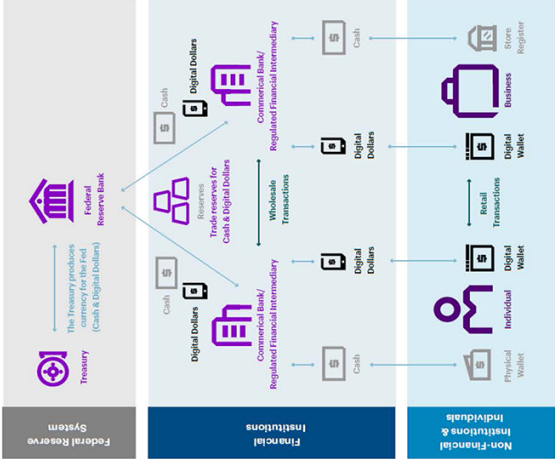 Federal Reserve
System
Treasury
The Treasury produces
currency for the Fed
(Cash & Digital Dollars)
Federal
Reserve Bank
Financial
Institutions
Cash
Digital Dollars
Commerical Bank/
Regulated Financial Intermediary
Reserves
Trade reserves for
Cash & Digital Dollars
Wholesale
Transactions
Cash
Digital Dollars
Commerical Bank/
Regulated Financial Intermediary
Cash
Digital
Dollars
Digital
Dollars
Cash
Non-Financial
Institutions &
Individuals
Physical
Wallet
Individual
Digital
Wallet
Retail
Transactions
Digital
Wallet
Business
Store
Register